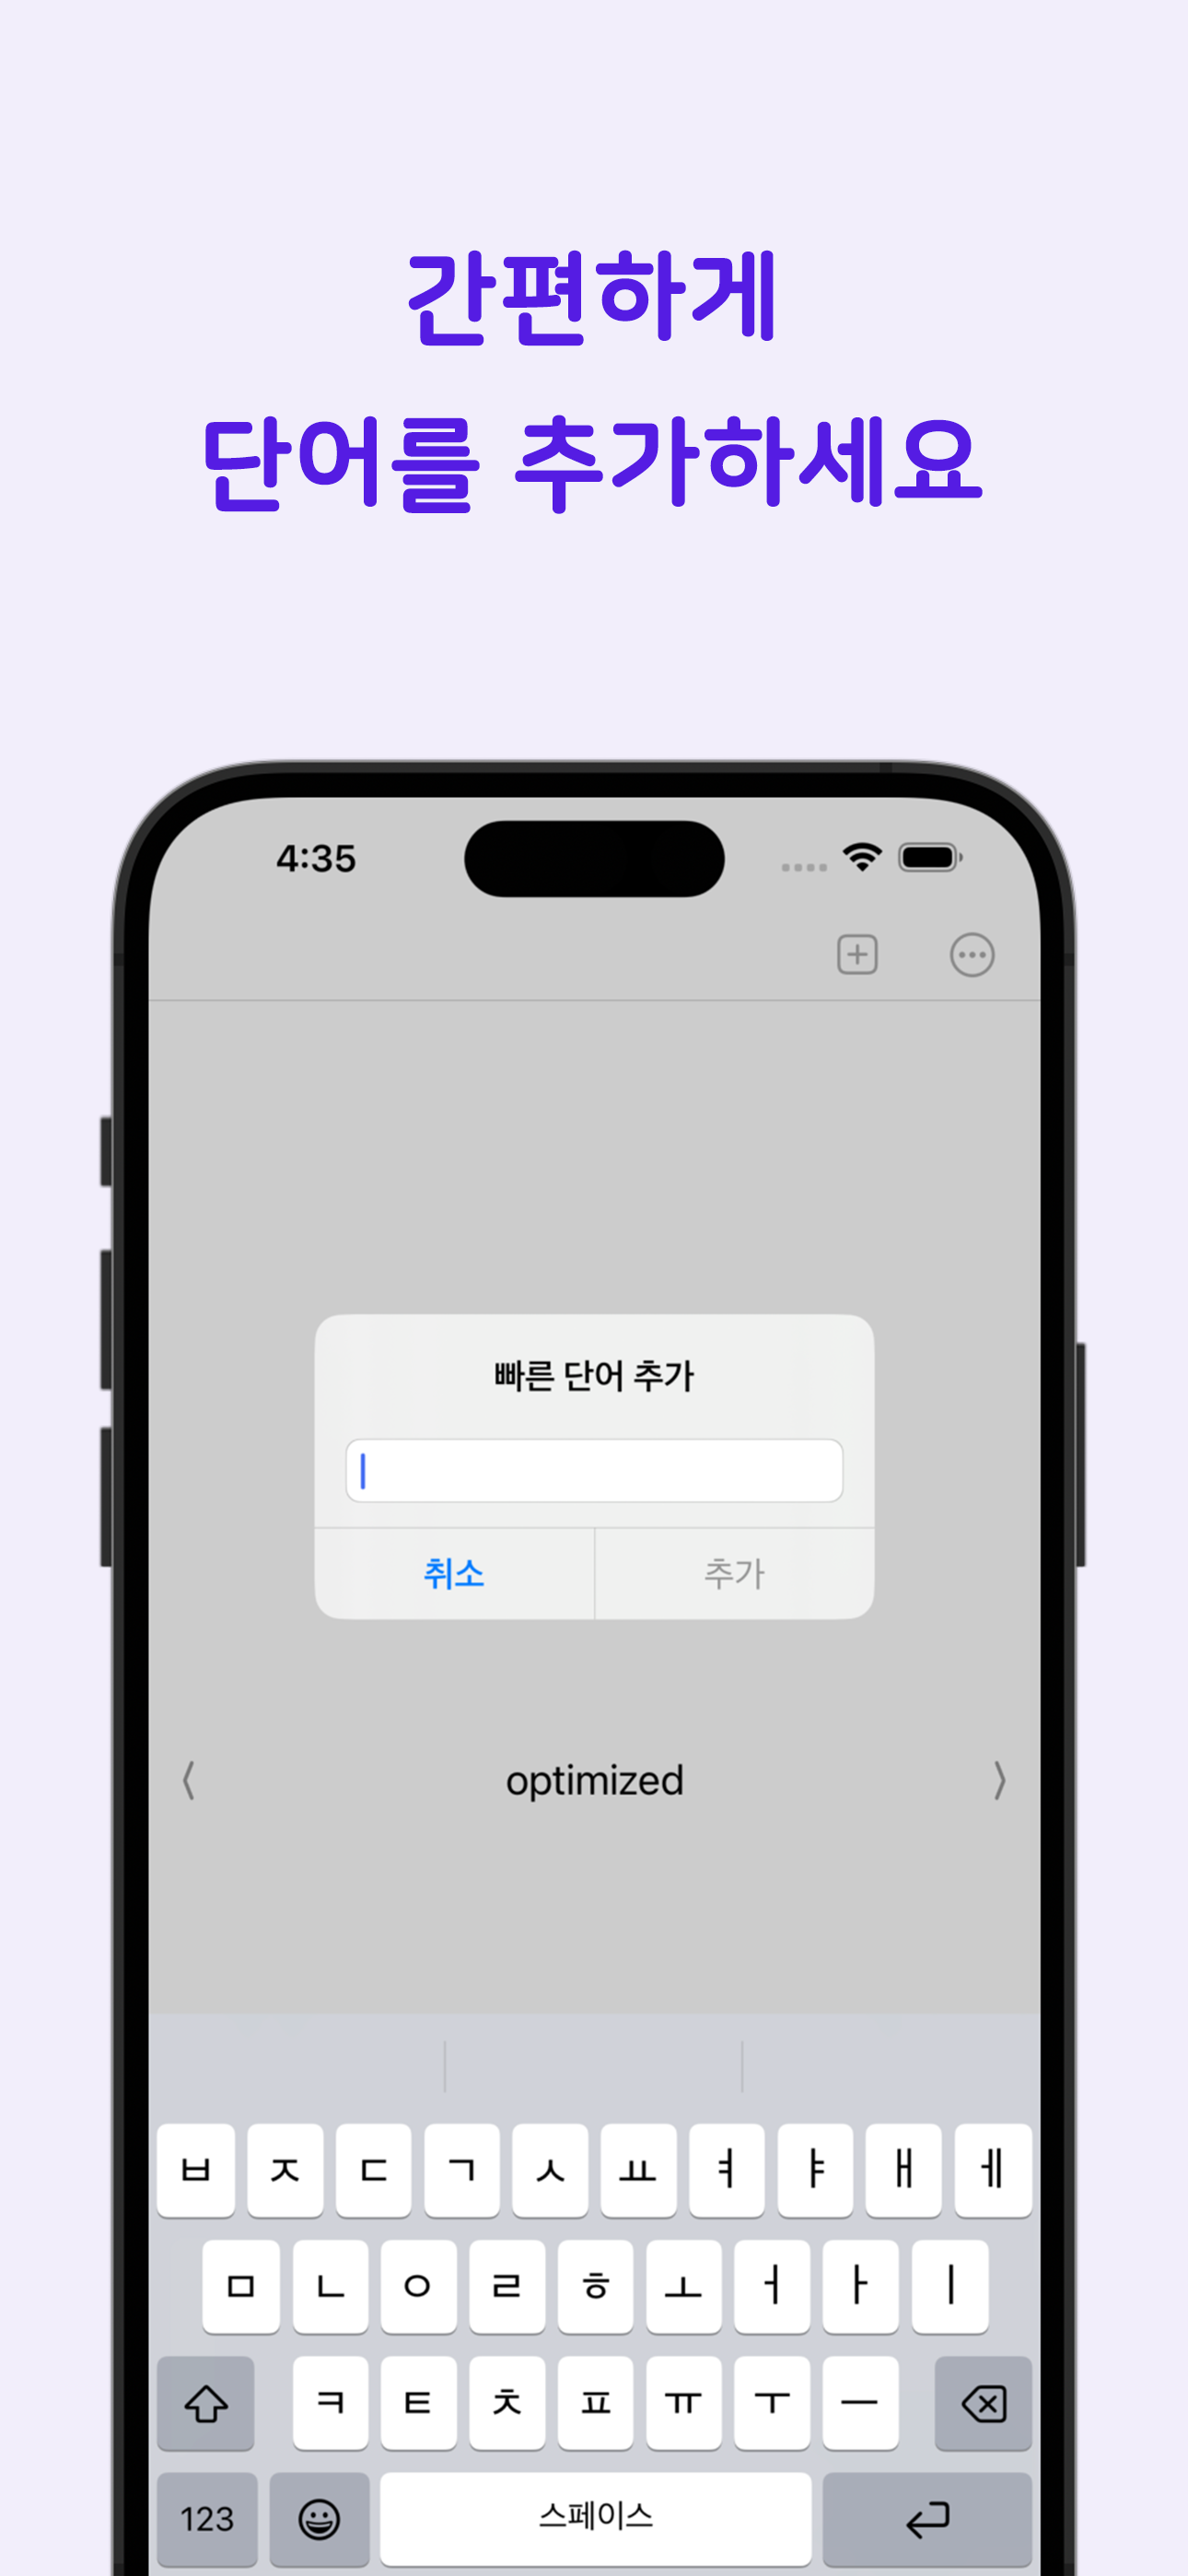 간편하게
단어를 추가하세요
4:35
빠른 단어 추가
취소 추가
optimized
ㅂ ㅈ ㄷ ㄱ ㅅ ㅛ ㅕ ㅑ ㅐ ㅔ
ㅁ ㄴ ㅇ ㄹ ㅎ ㅗ ㅓ ㅏ ㅣ
ㅋ ㅌ ㅊ ㅍ ㅠ ㅜ ㅡ
123 스페이스